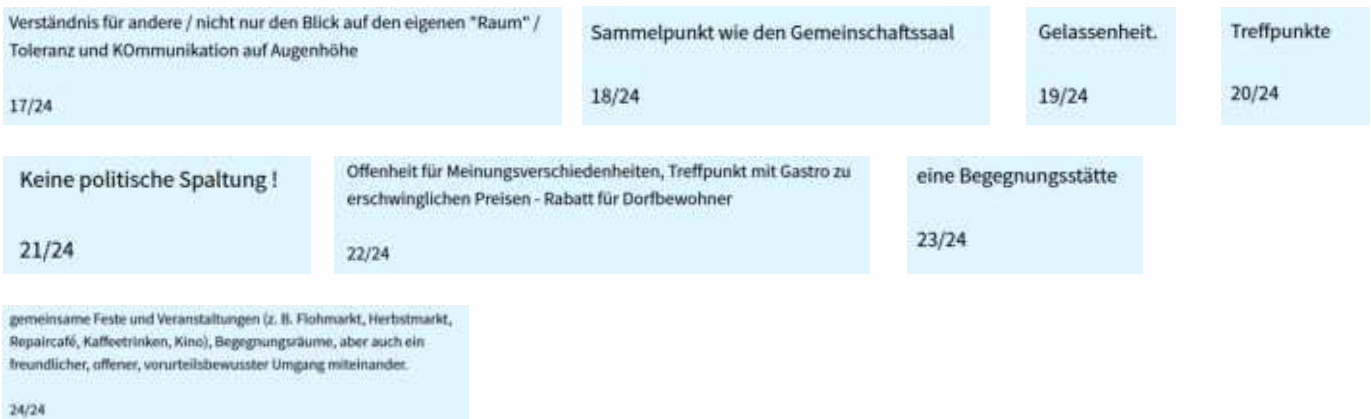 Verständnis für andere / nicht nur den Blick auf den eigenen "Raum" /
Toleranz und KOmmunikation auf Augenhöhe
17/24
Sammelpunkt wie den Gemeinschaftssaal
18/24
Gelassenheit.
19/24
Treffpunkte
20/24
Keine politische Spaltung !
21/24
Offenheit für Meinungsverschiedenheiten, Treffpunkt mit Gastro zu
erschwinglichen Preisen - Rabatt für Dorfbewohner
22/24
eine Begegnungsstätte
23/24
gemeinsame Feste und Veranstaltungen (z. B. Flohmarkt, Herbstmarkt,
Repaircafé, Kaffeetrinken, Kino), Begegnungsräume, aber auch ein
freundlicher, offener, vorurteilsbewusster Umgang miteinander.
24/24